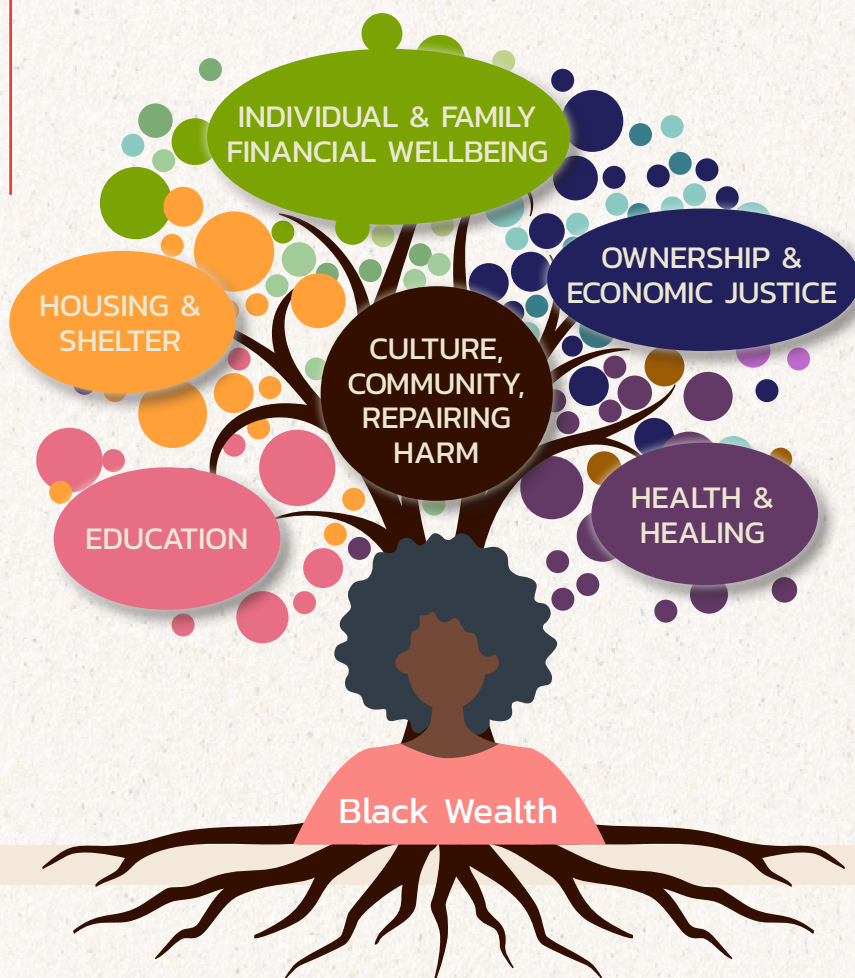 INDIVIDUAL & FAMILY
FINANCIAL WELLBEING
OWNERSHIP &
ECONOMIC JUSTICE
HOUSING &
SHELTER
CULTURE,
COMMUNITY,
REPAIRING
HARM
HEALTH &
HEALING
EDUCATION
Black Wealth